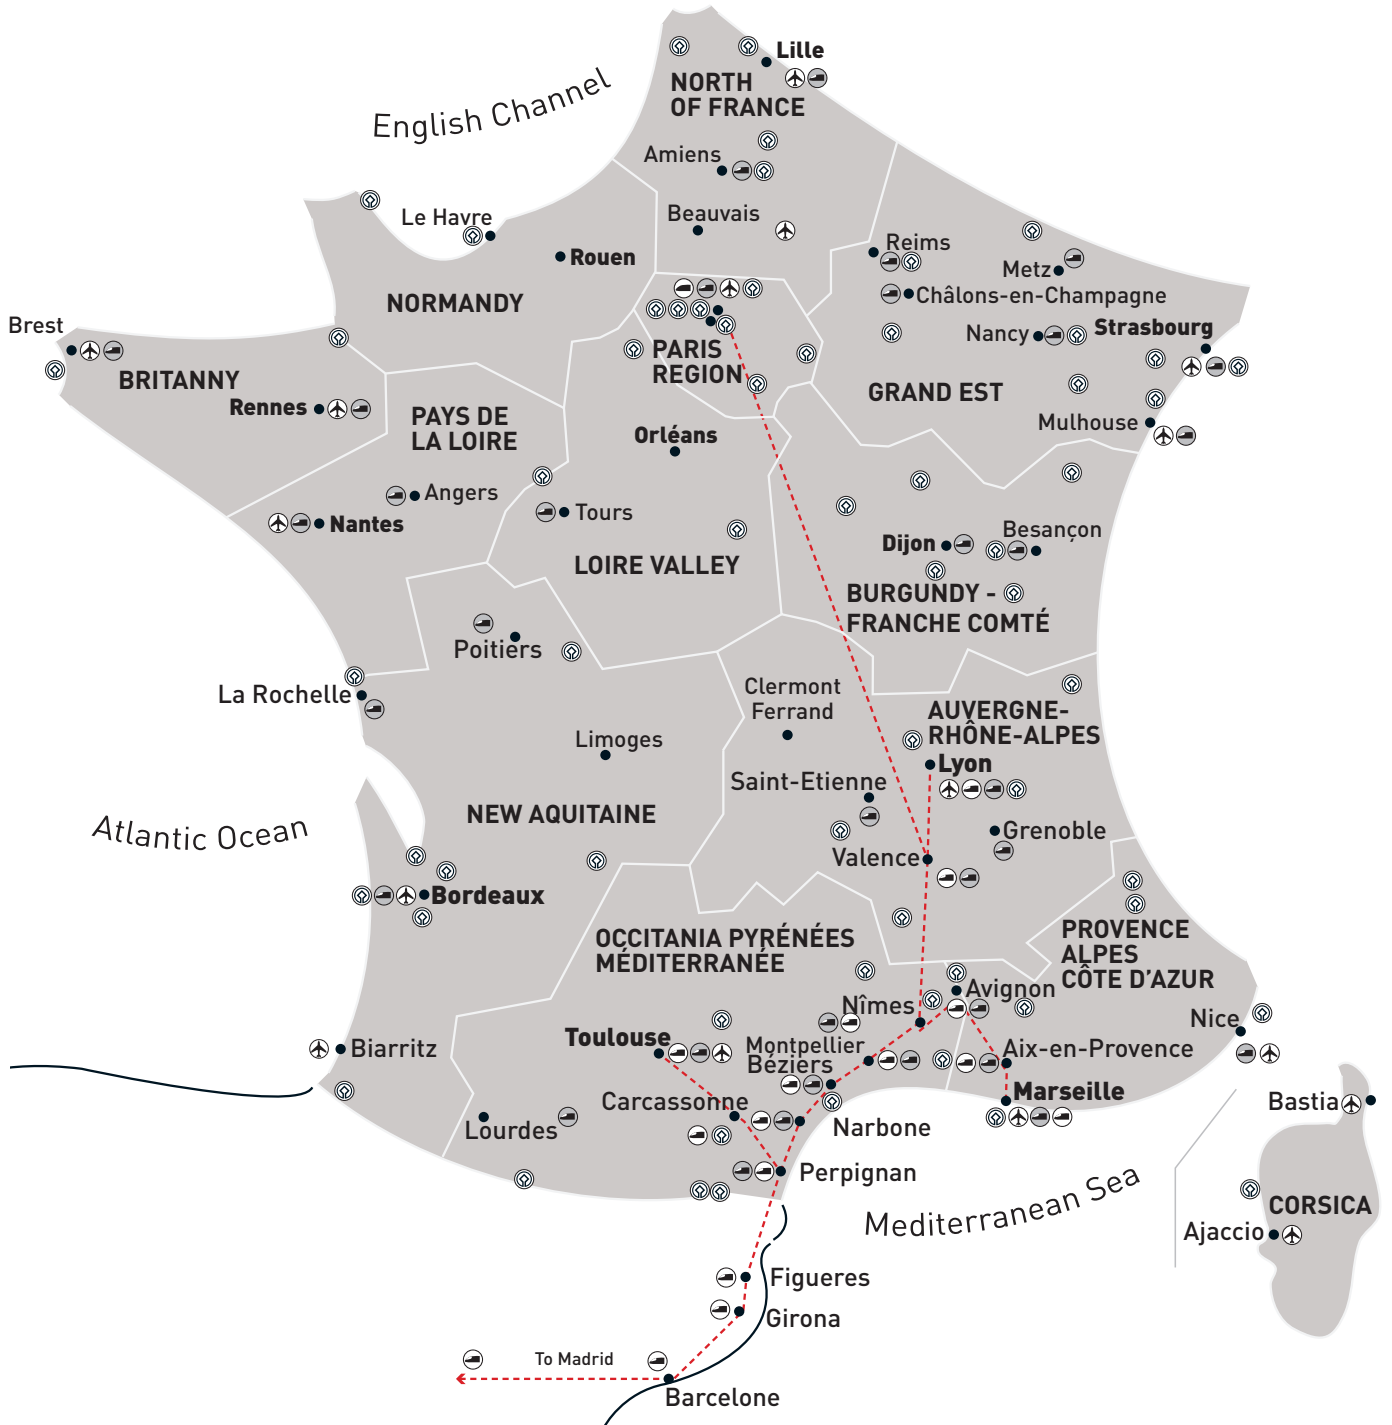 English Channel
Lille
NORTH
OF FRANCE
Amiens
Beauvais
Le Havre
Rouen
Reims
Metz
Châlons-en-Champagne
NORMANDY
Brest
Nancy
Strasbourg
PARIS
REGION
BRITANNY
GRAND EST
Rennes
PAYS DE
LA LOIRE
Mulhouse
Orléans
Angers
Nantes
Tours
Dijon
Besançon
LOIRE VALLEY
BURGUNDY -
FRANCHE COMTÉ
Poitiers
La Rochelle
Clermont
Ferrand
AUVERGNE-
RHÔNE-ALPES
Limoges
Lyon
Saint-Etienne
NEW AQUITAINE
Atlantic Ocean
Grenoble
Valence
Bordeaux
OCCITANIA PYRÉNÉES
MÉDITERRANÉE
PROVENCE
ALPES
CÔTE D'AZUR
Avignon
Nîmes
Nice
Toulouse
Montpellier
Biarritz
Aix-en-Provence
Béziers
Marseille
Carcassonne
Bastia
Lourdes
Narbone
Perpignan
Mediterranean Sea
CORSICA
Ajaccio
Figueres
Girona
To Madrid
Barcelone